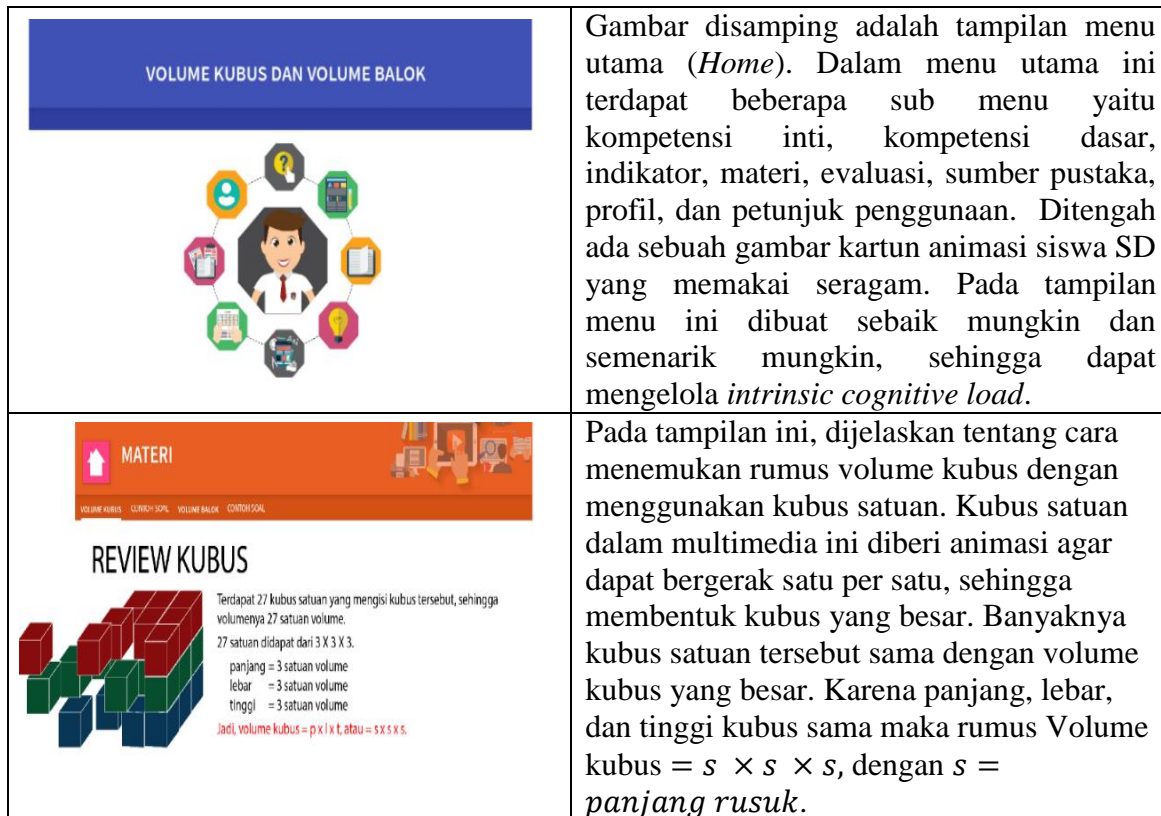 VOLUME KUBUS DAN VOLUME BALOK
?
Gambar disamping adalah tampilan menu
utama (Home). Dalam menu utama ini
terdapat beberapa sub menu yaitu
kompetensi inti, kompetensi dasar,
indikator, materi, evaluasi, sumber pustaka,
profil, dan petunjuk penggunaan. Ditengah
ada sebuah gambar kartun animasi siswa SD
yang memakai seragam. Pada tampilan
menu ini dibuat sebaik mungkin dan
semenarik mungkin, sehingga dapat
mengelola intrinsic cognitive load.
MATERI
VOLUME KUBUS CONTOH SOAL VOLUME BALOK CONTOH SOAL
REVIEW KUBUS
Terdapat 27 kubus satuan yang mengisi kubus tersebut, sehingga
volumenya 27 satuan volume.
27 satuan didapat dari 3 X 3 X 3.
panjang = 3 satuan volume
lebar = 3 satuan volume
tinggi = 3 satuan volume
Jadi, volume kubus = p x l x t, atau = s x s x s.
Pada tampilan ini, dijelaskan tentang cara
menemukan rumus volume kubus dengan
menggunakan kubus satuan. Kubus satuan
dalam multimedia ini diberi animasi agar
dapat bergerak satu per satu, sehingga
membentuk kubus yang besar. Banyaknya
kubus satuan tersebut sama dengan volume
kubus yang besar. Karena panjang, lebar,
dan tinggi kubus sama maka rumus Volume
kubus = s × s × s, dengan s =
panjang rusuk.